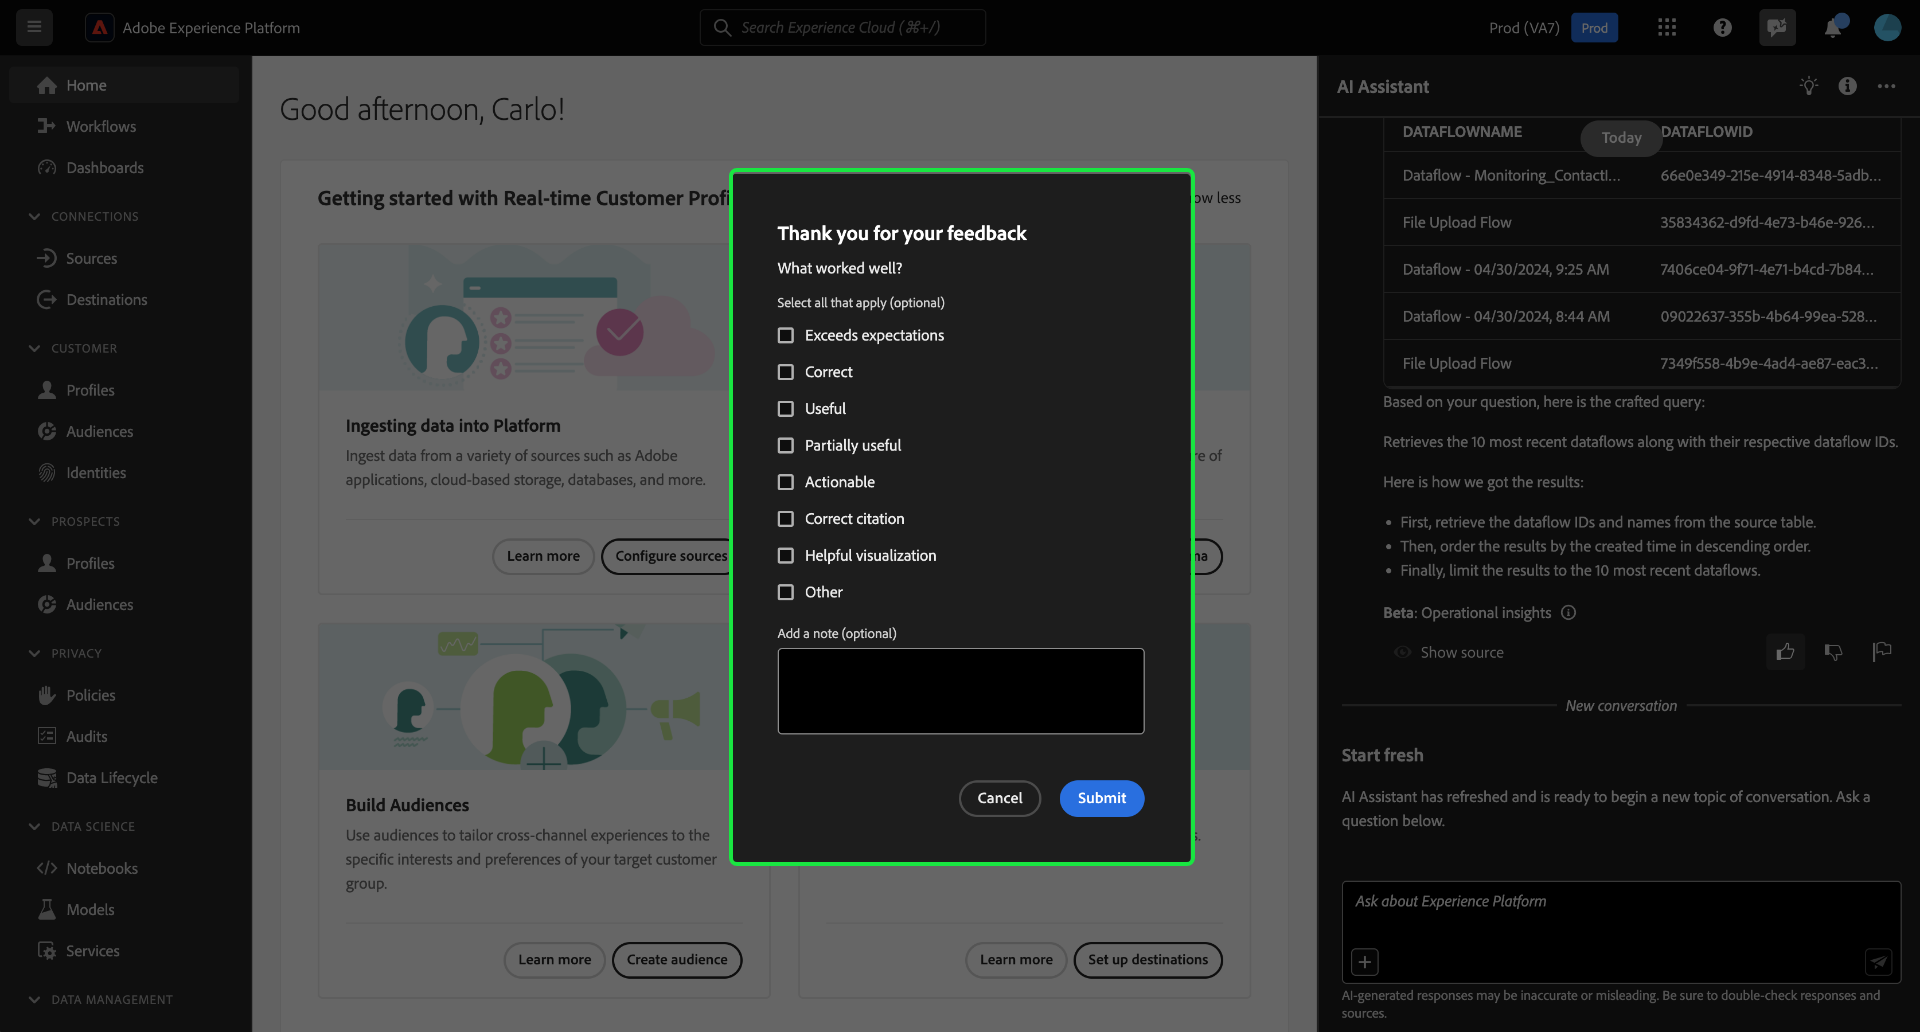 Adobe Experience Platform
Search Experience Cloud (⌘+/)
Prod (VA7)
Prod
Home
Workflows
Dashboards
CONNECTIONS
Sources
Destinations
CUSTOMER
Profiles
Audiences
Identities
PROSPECTS
Profiles
Audiences
PRIVACY
Policies
Audits
Data Lifecycle
DATA SCIENCE
Notebooks
Models
Services
DATA MANAGEMENT
Good afternoon, Carlo!
Getting started with Real-time Customer Profi
ow less
Ingesting data into Platform
Ingest data from a variety of sources such as Adobe
applications, cloud-based storage, databases, and more.
Learn more
Configure sources
re of
na
Build Audiences
Use audiences to tailor cross-channel experiences to the
specific interests and preferences of your target customer
group.
Learn more
Create audience
s.
Learn more
Set up destinations
Thank you for your feedback
What worked well?
Select all that apply (optional)
Exceeds expectations
Correct
Useful
Partially useful
Actionable
Correct citation
Helpful visualization
Other
Add a note (optional)
Cancel
Submit
AI Assistant
Today
DATAFLOWNAME DATAFLOWID
Dataflow - Monitoring_ContactI... 66e0e349-215e-4914-8348-5adb...
File Upload Flow 35834362-d9fd-4e73-b46e-926...
Dataflow - 04/30/2024, 9:25 AM 7406ce04-9f71-4e71-b4cd-7b84...
Dataflow - 04/30/2024, 8:44 AM 09022637-355b-4b64-99ea-528...
File Upload Flow 7349f558-4b9e-4ad4-ae87-eac3...
Based on your question, here is the crafted query:
Retrieves the 10 most recent dataflows along with their respective dataflow IDs.
Here is how we got the results:
• First, retrieve the dataflow IDs and names from the source table.
• Then, order the results by the created time in descending order.
• Finally, limit the results to the 10 most recent dataflows.
Beta: Operational insights
Show source
New conversation
Start fresh
AI Assistant has refreshed and is ready to begin a new topic of conversation. Ask a
question below.
Ask about Experience Platform
AI-generated responses may be inaccurate or misleading. Be sure to double-check responses and
sources.